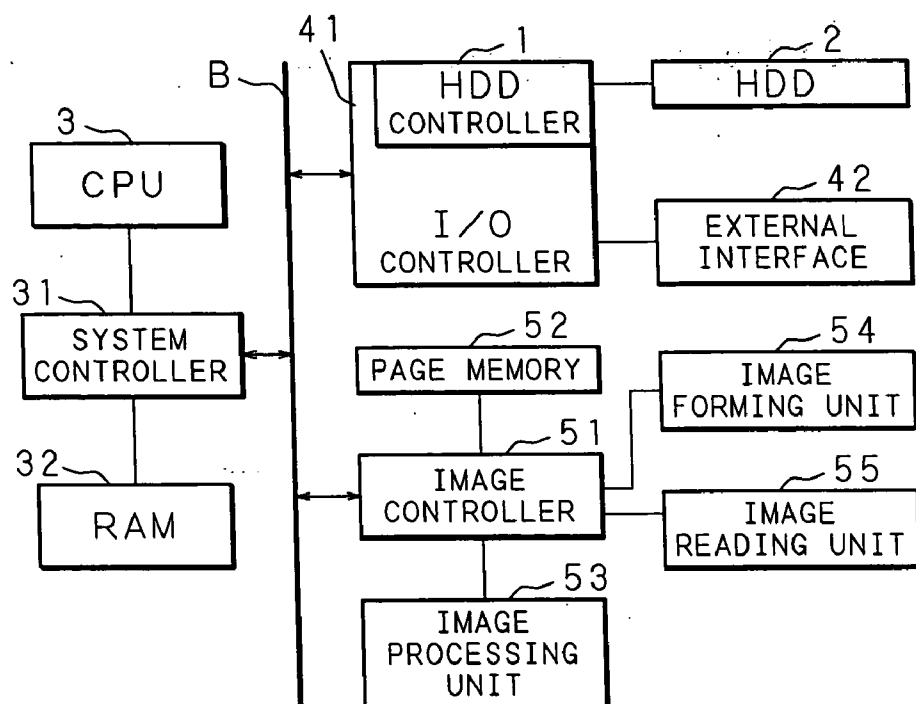 41
1
2
B
HDD
CONTROLLER
HDD
3
CPU
42
I/O
CONTROLLER
EXTERNAL
INTERFACE
31
SYSTEM
CONTROLLER
52
PAGE MEMORY
54
IMAGE
FORMING UNIT
51
IMAGE
CONTROLLER
32
RAM
55
IMAGE
READING UNIT
53
IMAGE
PROCESSING
UNIT